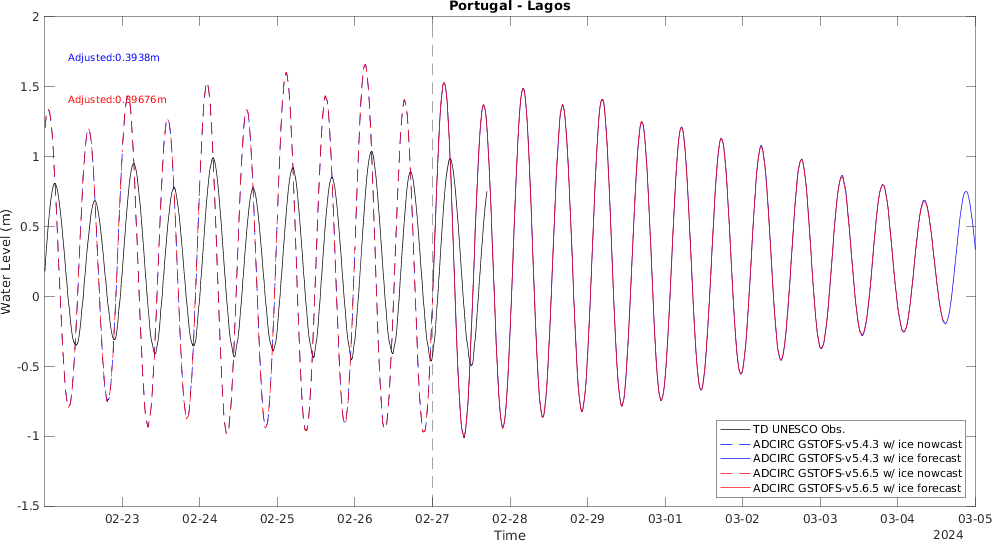 Portugal - Lagos
2
Adjusted:0.3938m
1.5
Adjusted:0.39676m
1
0.5
0
-0.5
-1
-1.5
Water Level (m)
TD UNESCO Obs.
ADCIRC GSTOFS-v5.4.3 w/ ice nowcast
ADCIRC GSTOFS-v5.4.3 w/ ice forecast
ADCIRC GSTOFS-v5.6.5 w/ ice nowcast
ADCIRC GSTOFS-v5.6.5 w/ ice forecast
02-23 02-24 02-25 02-26 02-27 02-28 02-29 03-01 03-02 03-03 03-04 03-05
Time
2024